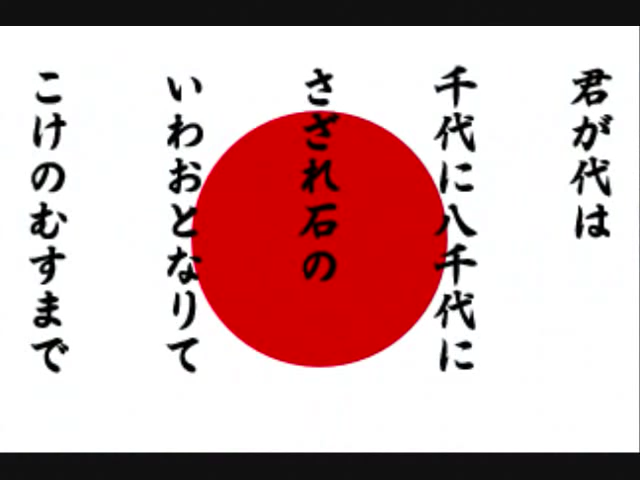 君が代は
千代に八千代に
さざれ石の
いわおとなりて
こけのむすまで